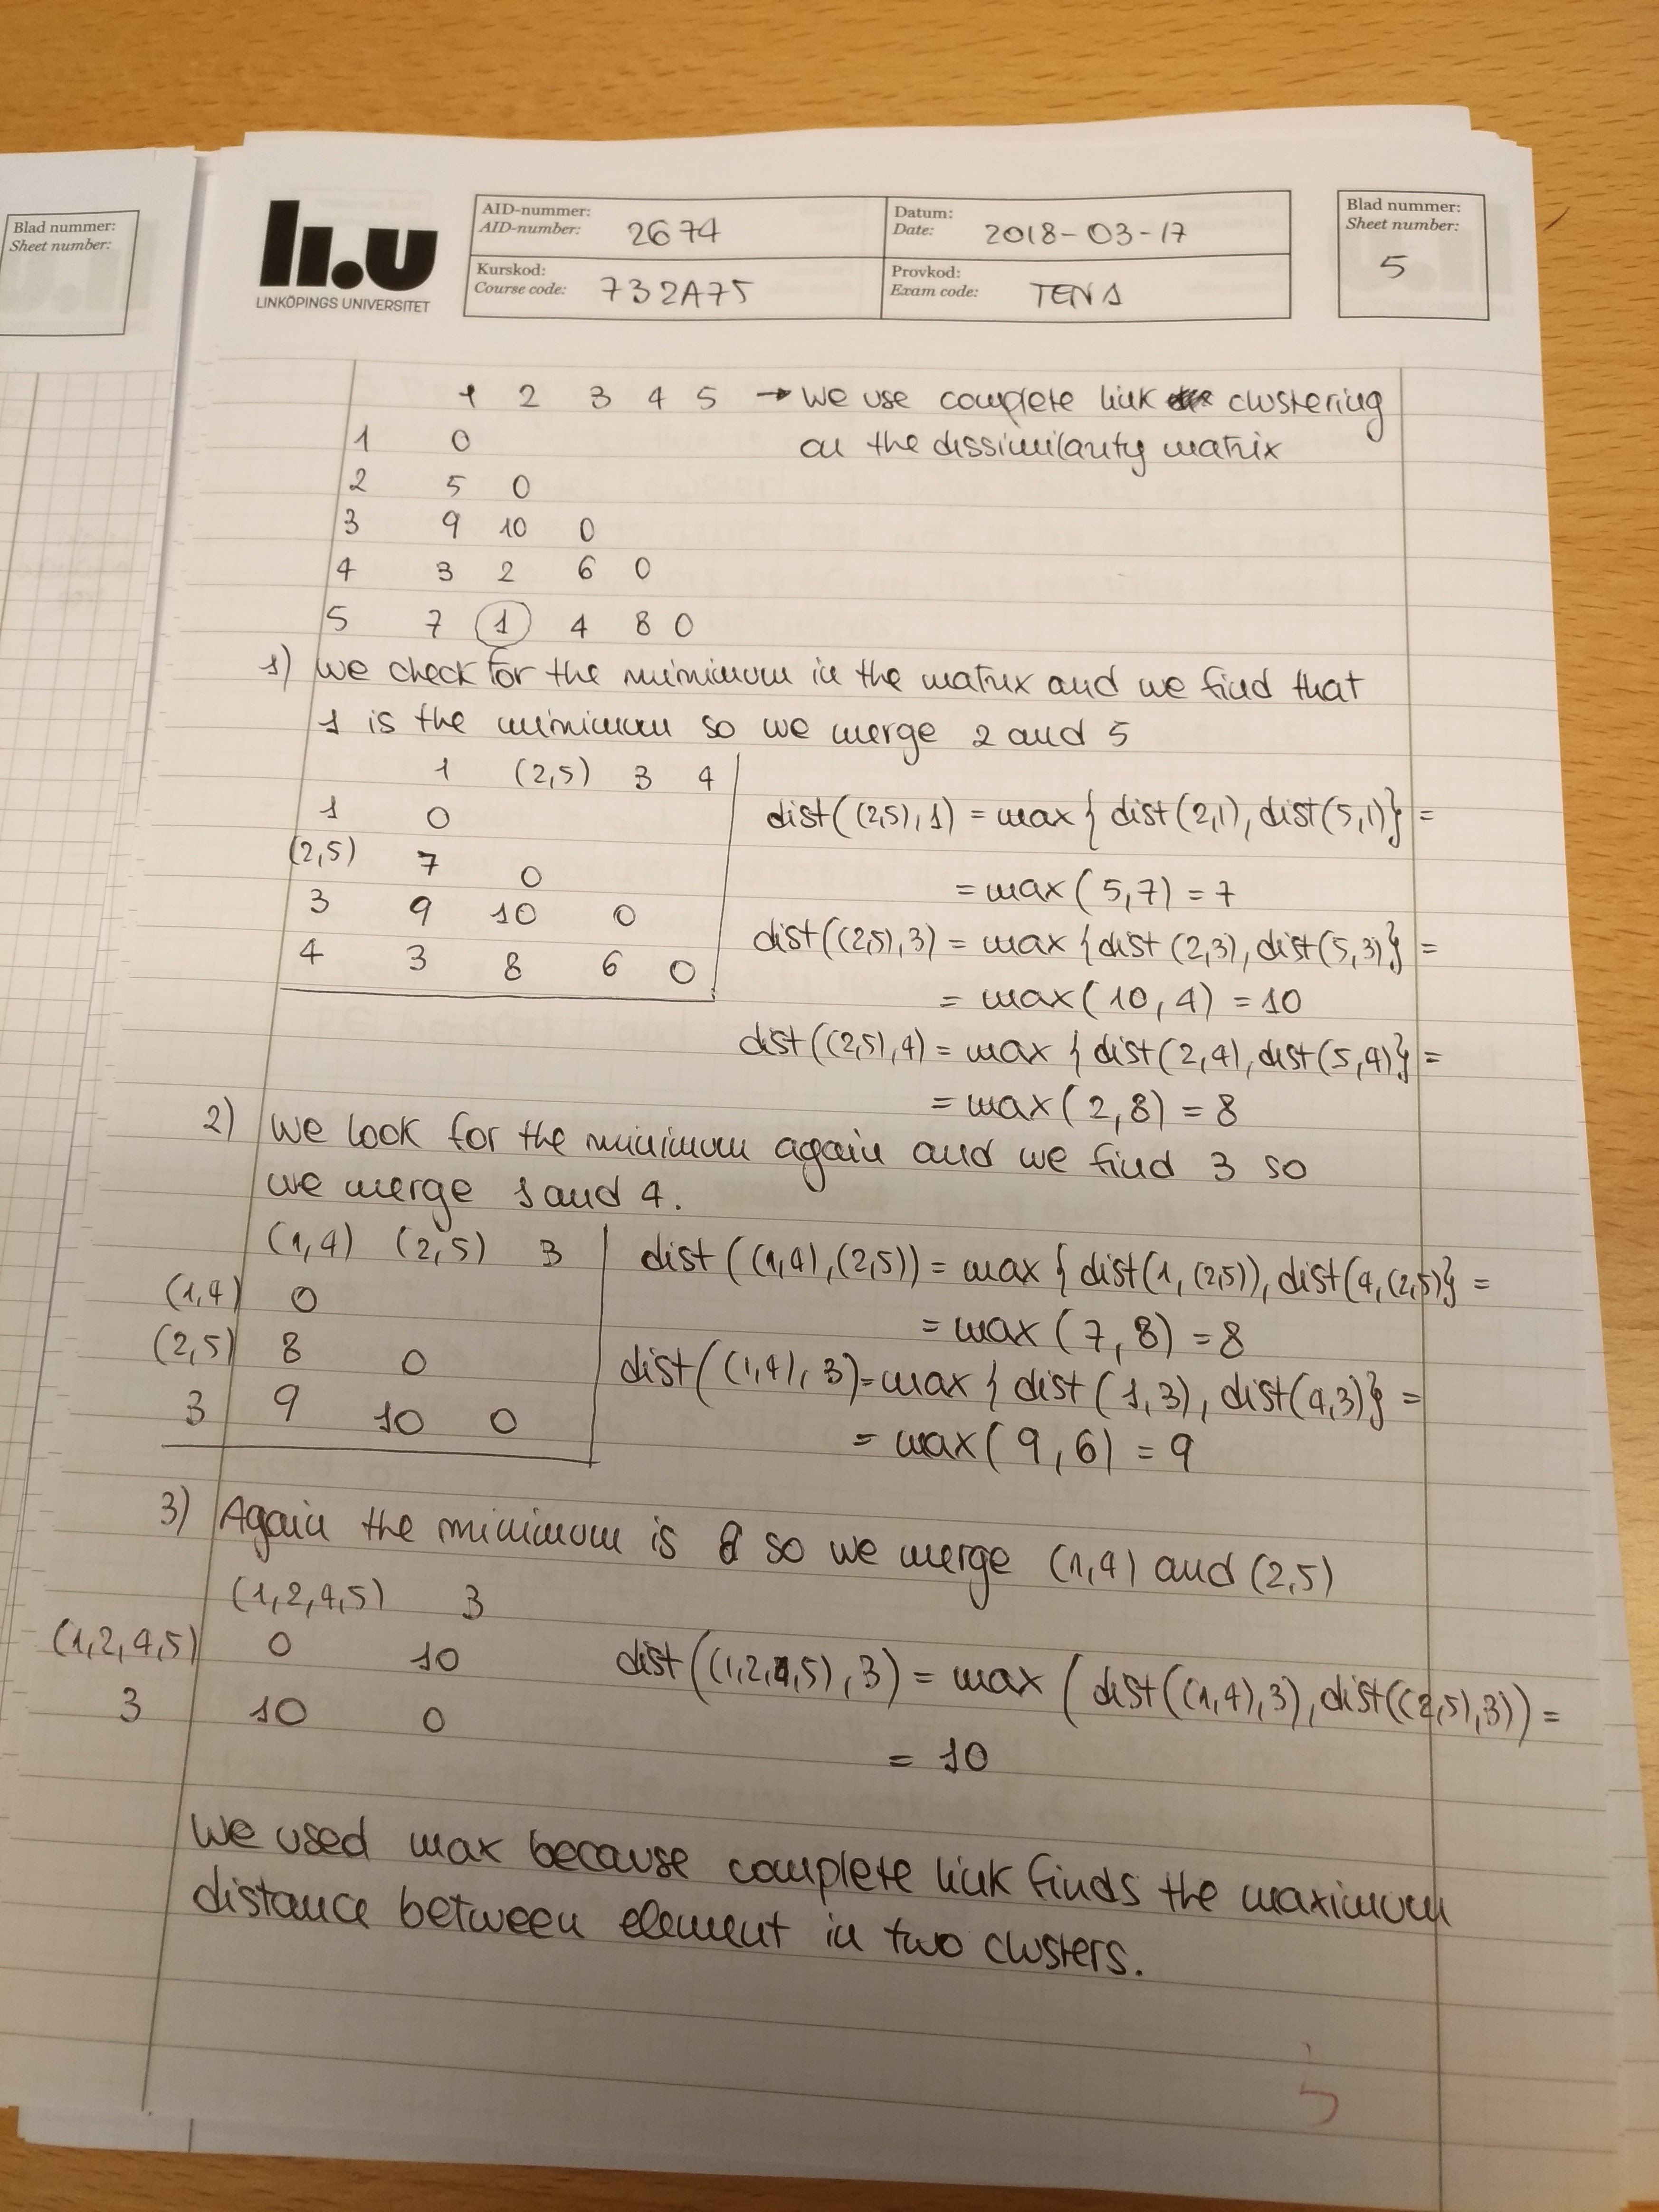 Blad nummer:
Sheet number:
li.u
LINKÖPINGS UNIVERSITET
AID-nummer:
AID-number: 2674
Datum:
Date: 2018-03-17
Kurskod:
Course code: 732A75
Provkod:
Exam code: TEN1
Blad nummer:
Sheet number:
5
1 2 3 4 5 → We use complete link clustering
on the dissimilarity matrix
1 0
2 5 0
3 9 10 0
4 3 2 6 0
5 7 1 4 8 0
1) we check for the minimum in the matrix and we find that
1 is the minimum so we merge 2 and 5
1 (2,5) 3 4
1 0
(2,5) 7 0
3 9 10 0
4 3 8 6 0
dist((2,5),1) = max{dist(2,1), dist(5,1)} =
= max(5,7) = 7
dist((2,5),3) = max{dist(2,3), dist(5,3)} =
= max(10,4) = 10
dist((2,5),4) = max{dist(2,4), dist(5,4)} =
= max(2,8) = 8
2) We look for the minimum again and we find 3 so
we merge 1 and 4.
(1,4) (2,5) 3
(1,4) 0
(2,5) 8 0
3 9 10 0
dist((1,4),(2,5)) = max{dist(1,(2,5)), dist(4,(2,5)} =
= max(7,8) = 8
dist((1,4),3) = max{dist(1,3), dist(4,3)} =
= max(9,6) = 9
3) Again the minimum is 8 so we merge (1,4) and (2,5)
(1,2,4,5) 3
(1,2,4,5) 0 10
3 10 0
dist((1,2,4,5),3) = max(dist((1,4),3), dist((2,5),3)) =
= 10
We used max because complete link finds the maximum
distance between element in two clusters.
5